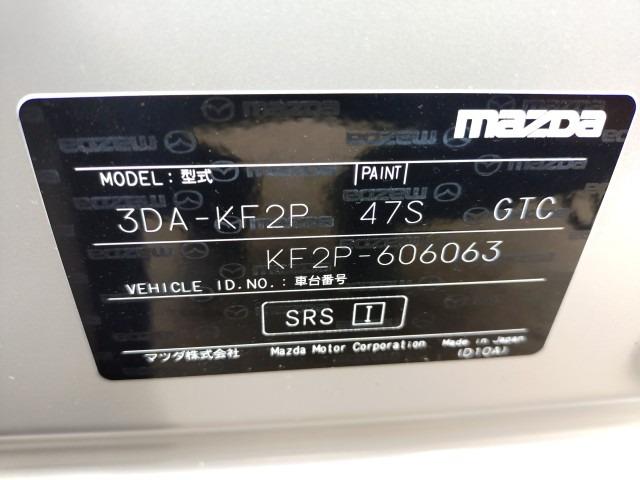 mazda
MODEL: 型式 PAINT
3DA-KF2P 47S GTC
KF2P-606063
VEHICLE ID.NO.: 車台番号
SRS I
マツダ株式会社 Mazda Motor Corporation Made in Japan
(D10A)